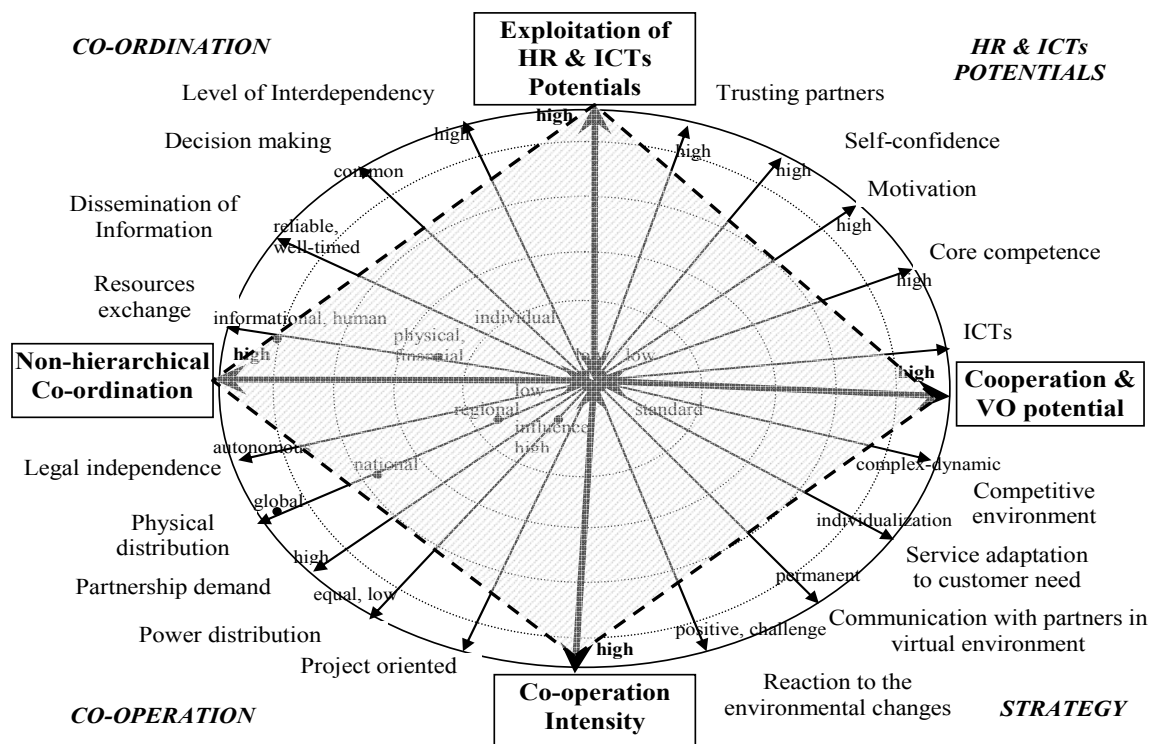 CO-ORDINATION
Exploitation of
HR & ICTs
Potentials
HR & ICTs
POTENTIALS
Level of Interdependency
Trusting partners
high
Decision making
high
high
Self-confidence
common
high
Dissemination of
Information
Motivation
reliable,
well-timed
high
Core competence
Resources
exchange
high
informational, human
individual
physical,
financial
ICTs
Non-hierarchical
Co-ordination
high
low
high
Cooperation &
VO potential
low
regional
influence
high
standard
Legal independence
autonomous
national
complex-dynamic
Competitive
environment
global
Physical
distribution
individualization
Service adaptation
to customer need
high
Partnership demand
permanent
equal, low
Communication with partners in
virtual environment
Power distribution
positive, challenge
Project oriented
high
Co-operation
Intensity
Reaction to the
environmental changes
CO-OPERATION
STRATEGY